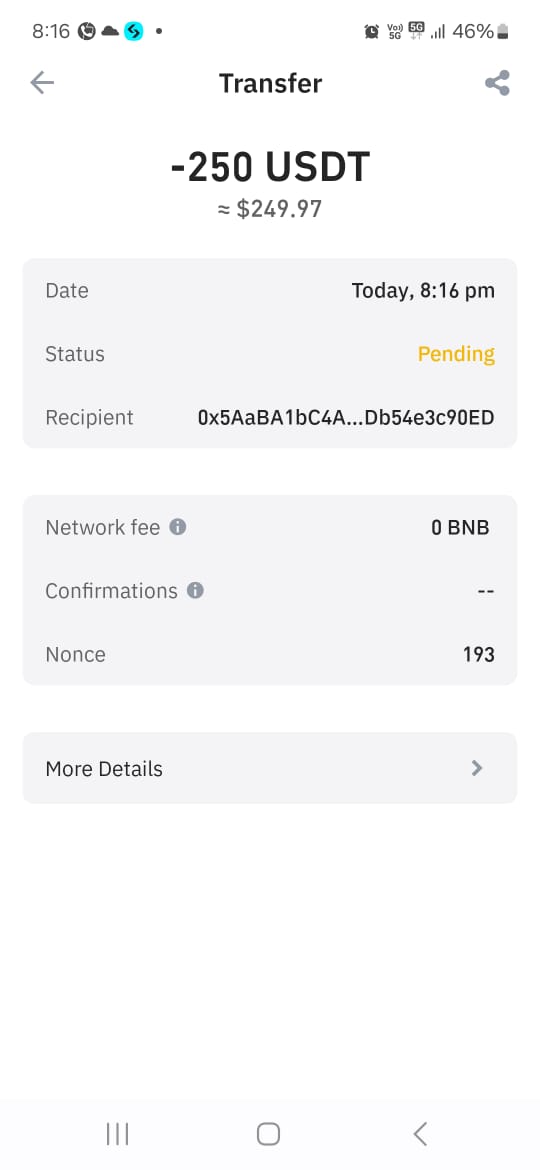 8:16
Vo))
5G
5G
46%
Transfer
-250 USDT
≈ $249.97
Date Today, 8:16 pm
Status Pending
Recipient 0x5AaBA1bC4A...Db54e3c90ED
Network fee 0 BNB
Confirmations --
Nonce 193
More Details